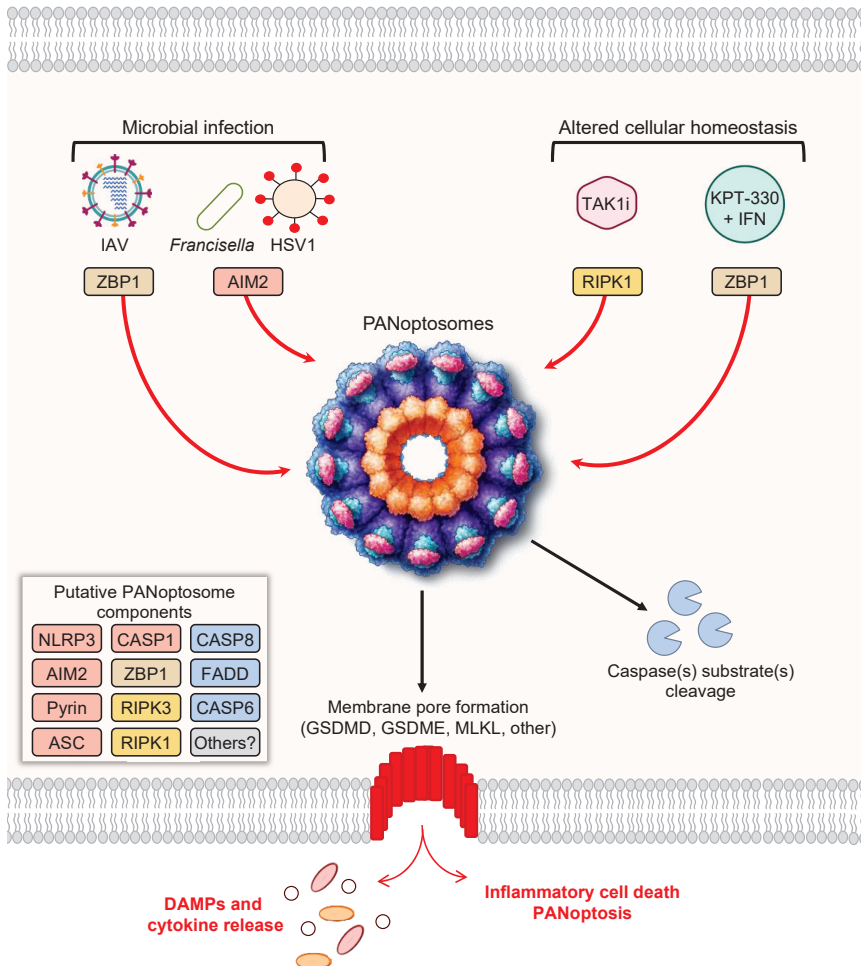 Microbial infection
Altered cellular homeostasis
IAV
Francisella
HSV1
TAK1i
KPT-330
+ IFN
ZBP1
AIM2
RIPK1
ZBP1
PANoptosomes
Putative PANoptosome
components
NLRP3
CASP1
CASP8
AIM2
ZBP1
FADD
Pyrin
RIPK3
CASP6
ASC
RIPK1
Others?
Caspase(s) substrate(s)
cleavage
Membrane pore formation
(GSDMD, GSDME, MLKL, other)
DAMPs and
cytokine release
Inflammatory cell death
PANoptosis